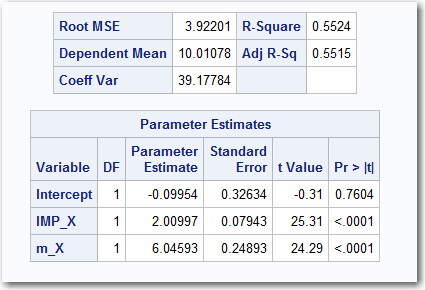 Root MSE 3.92201 R-Square 0.5524
Dependent Mean 10.01078 Adj R-Sq 0.5515
Coeff Var 39.17784
Parameter Estimates
Variable DF Parameter Estimate Standard Error t Value Pr > |t|
Intercept 1 -0.09954 0.32634 -0.31 0.7604
IMP_X 1 2.00997 0.07943 25.31 <.0001
m_X 1 6.04593 0.24893 24.29 <.0001